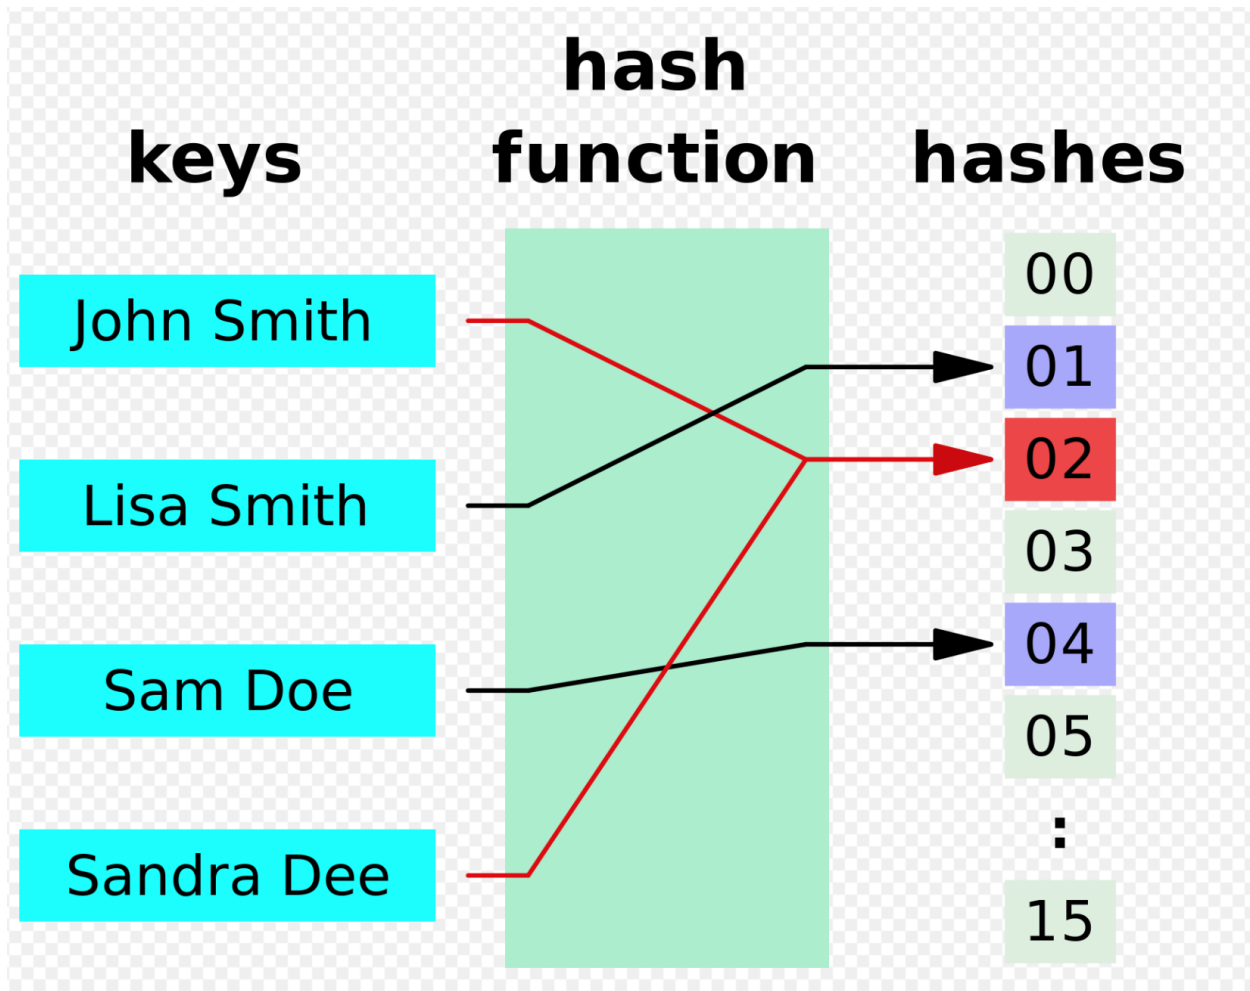 hash
keys function hashes
00
John Smith
01
02
Lisa Smith
03
04
Sam Doe
05
:
Sandra Dee
15